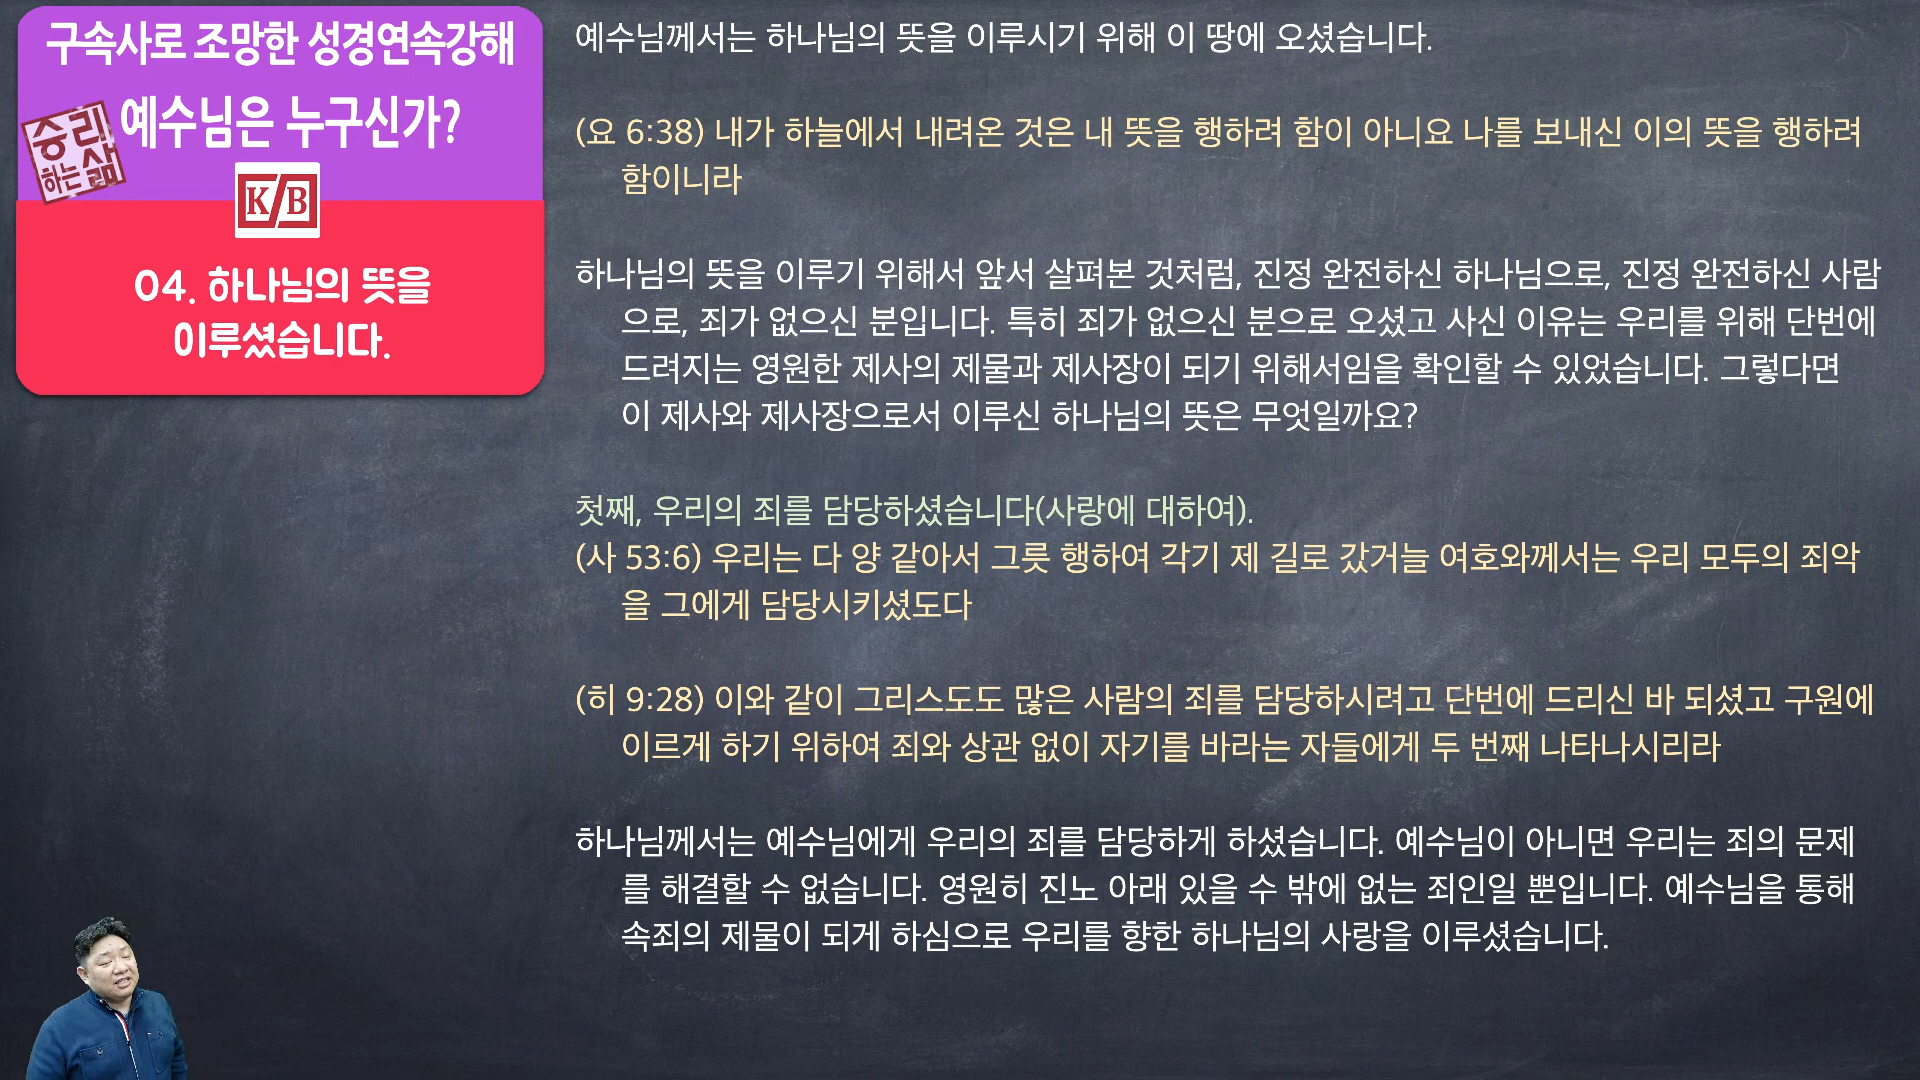 구속사로 조망한 성경연속강해
예수님은 누구신가?
승리
하는 삶
K/B
04. 하나님의 뜻을
이루셨습니다.
예수님께서는 하나님의 뜻을 이루시기 위해 이 땅에 오셨습니다.
(요 6:38) 내가 하늘에서 내려온 것은 내 뜻을 행하려 함이 아니요 나를 보내신 이의 뜻을 행하려
함이니라
하나님의 뜻을 이루기 위해서 앞서 살펴본 것처럼, 진정 완전하신 하나님으로, 진정 완전하신 사람
으로, 죄가 없으신 분입니다. 특히 죄가 없으신 분으로 오셨고 사신 이유는 우리를 위해 단번에
드려지는 영원한 제사의 제물과 제사장이 되기 위해서임을 확인할 수 있었습니다. 그렇다면
이 제사와 제사장으로서 이루신 하나님의 뜻은 무엇일까요?
첫째, 우리의 죄를 담당하셨습니다(사랑에 대하여).
(사 53:6) 우리는 다 양 같아서 그릇 행하여 각기 제 길로 갔거늘 여호와께서는 우리 모두의 죄악
을 그에게 담당시키셨도다
(히 9:28) 이와 같이 그리스도도 많은 사람의 죄를 담당하시려고 단번에 드리신 바 되셨고 구원에
이르게 하기 위하여 죄와 상관 없이 자기를 바라는 자들에게 두 번째 나타나시리라
하나님께서는 예수님에게 우리의 죄를 담당하게 하셨습니다. 예수님이 아니면 우리는 죄의 문제
를 해결할 수 없습니다. 영원히 진노 아래 있을 수 밖에 없는 죄인일 뿐입니다. 예수님을 통해
속죄의 제물이 되게 하심으로 우리를 향한 하나님의 사랑을 이루셨습니다.